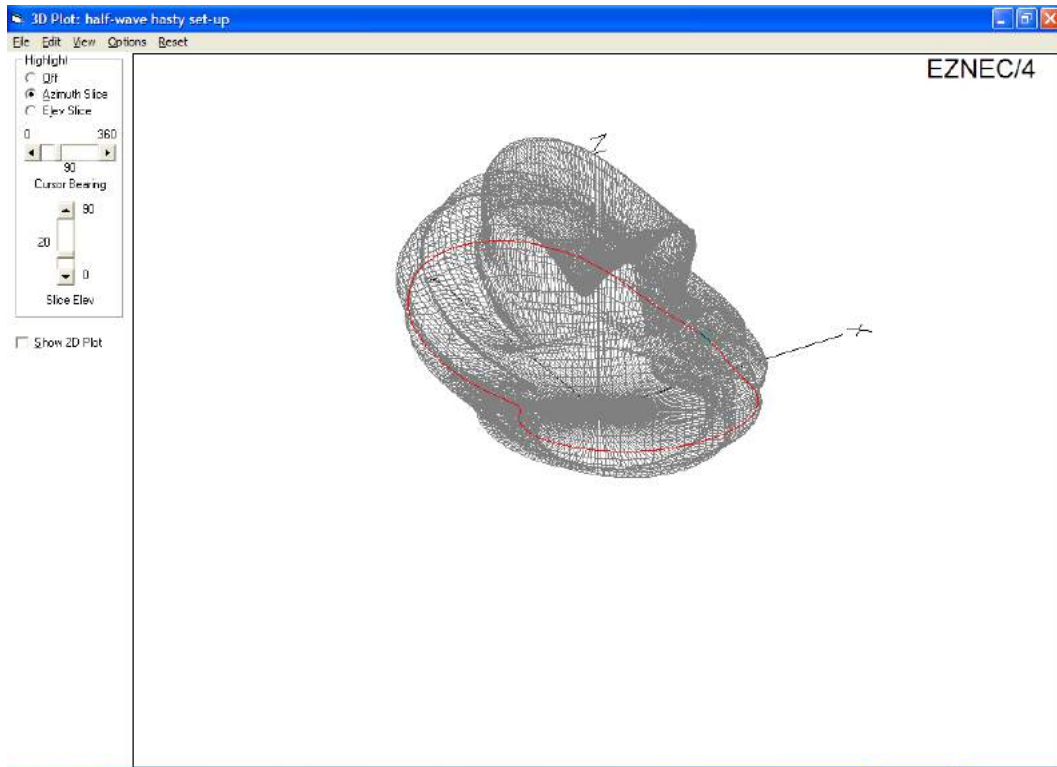 3D Plot: half-wave hasty set-up
File Edit View Options Reset
EZNEC/4
Highlight
Off
Azimuth Slice
Elev Slice
0 360
90
Cursor Bearing
90
20
0
Slice Elev
Show 2D Plot
Z
X